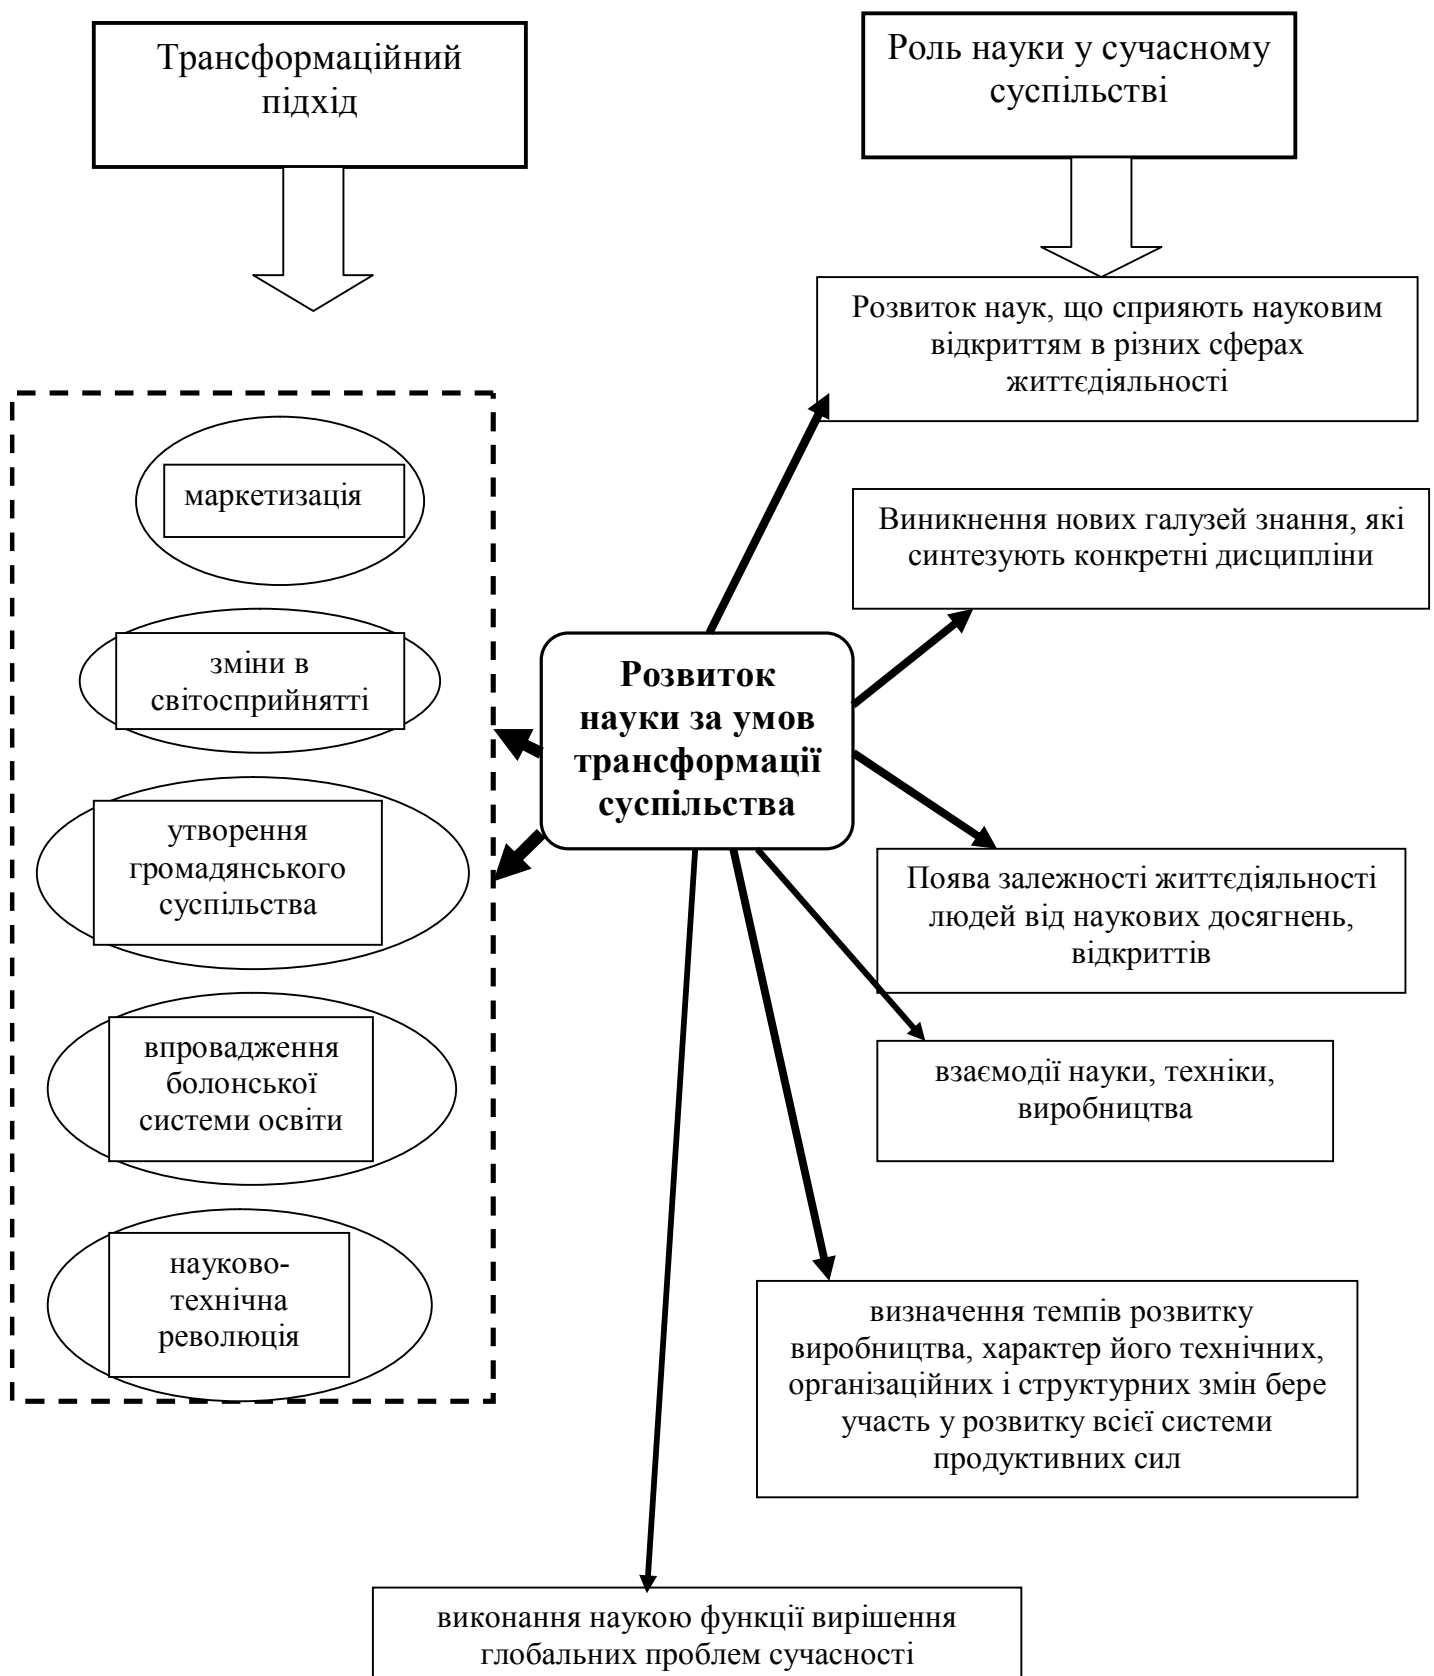 Трансформаційний
підхід
Роль науки у сучасному
суспільстві
Розвиток наук, що сприяють науковим
відкриттям в різних сферах
життєдіяльності
маркетизація
Виникнення нових галузей знання, які
синтезують конкретні дисципліни
зміни в
світосприйнятті
Розвиток
науки за умов
трансформації
суспільства
утворення
громадянського
суспільства
Поява залежності життєдіяльності
людей від наукових досягнень,
відкриттів
впровадження
болонської
системи освіти
взаємодії науки, техніки,
виробництва
науково-
технічна
революція
визначення темпів розвитку
виробництва, характер його технічних,
організаційних і структурних змін бере
участь у розвитку всієї системи
продуктивних сил
виконання наукою функції вирішення
глобальних проблем сучасності